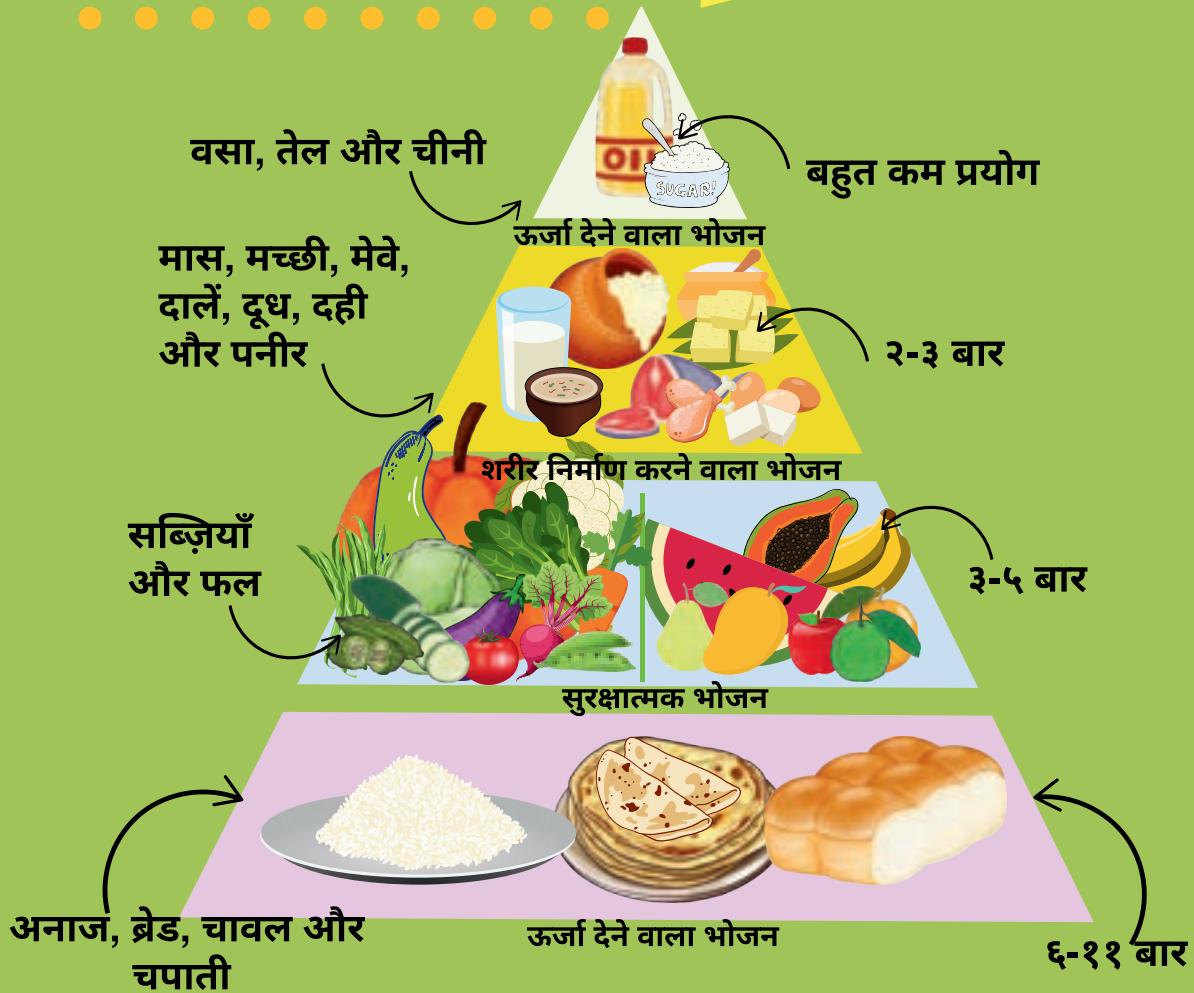 वसा, तेल और चीनी
OIL
SUGAR!
बहुत कम प्रयोग
ऊर्जा देने वाला भोजन
मास, मच्छी, मेवे,
दालें, दूध, दही
और पनीर
२-३ बार
शरीर निर्माण करने वाला भोजन
सब्ज़ियाँ
और फल
३-५ बार
सुरक्षात्मक भोजन
अनाज, ब्रेड, चावल और
चपाती
ऊर्जा देने वाला भोजन
६-११ बार